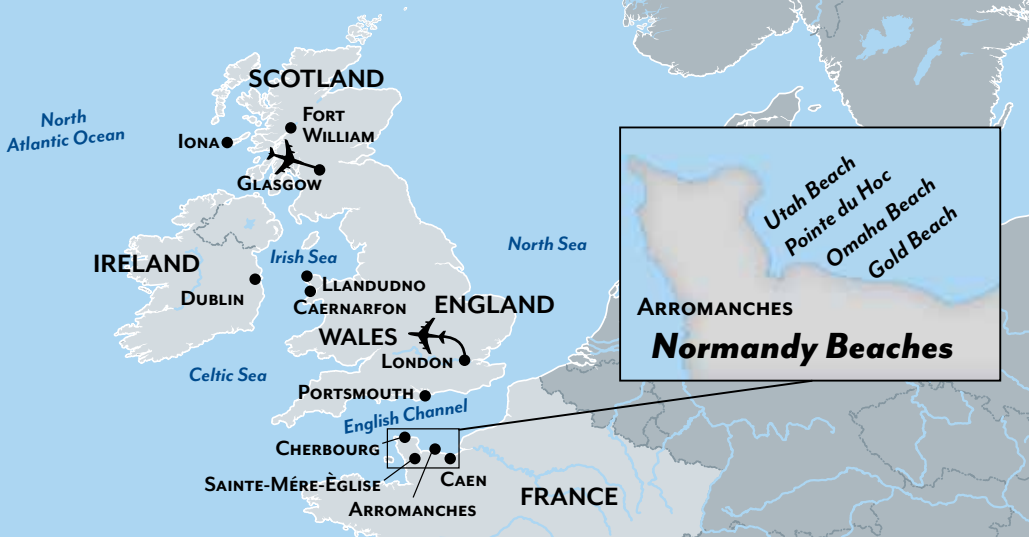 SCOTLAND
North
Atlantic Ocean
FORT
WILLIAM
IONA
GLASGOW
North Sea
IRELAND
Irish Sea
DUBLIN
LLANDUDNO
CAERNARFON
ENGLAND
WALES
LONDON
Celtic Sea
PORTSMOUTH
English Channel
CHERBOURG
SAINTE-MÉRE-ÈGLISE
CAEN
ARROMANCHES
FRANCE
Utah Beach
Pointe du Hoc
Omaha Beach
Gold Beach
ARROMANCHES
Normandy Beaches